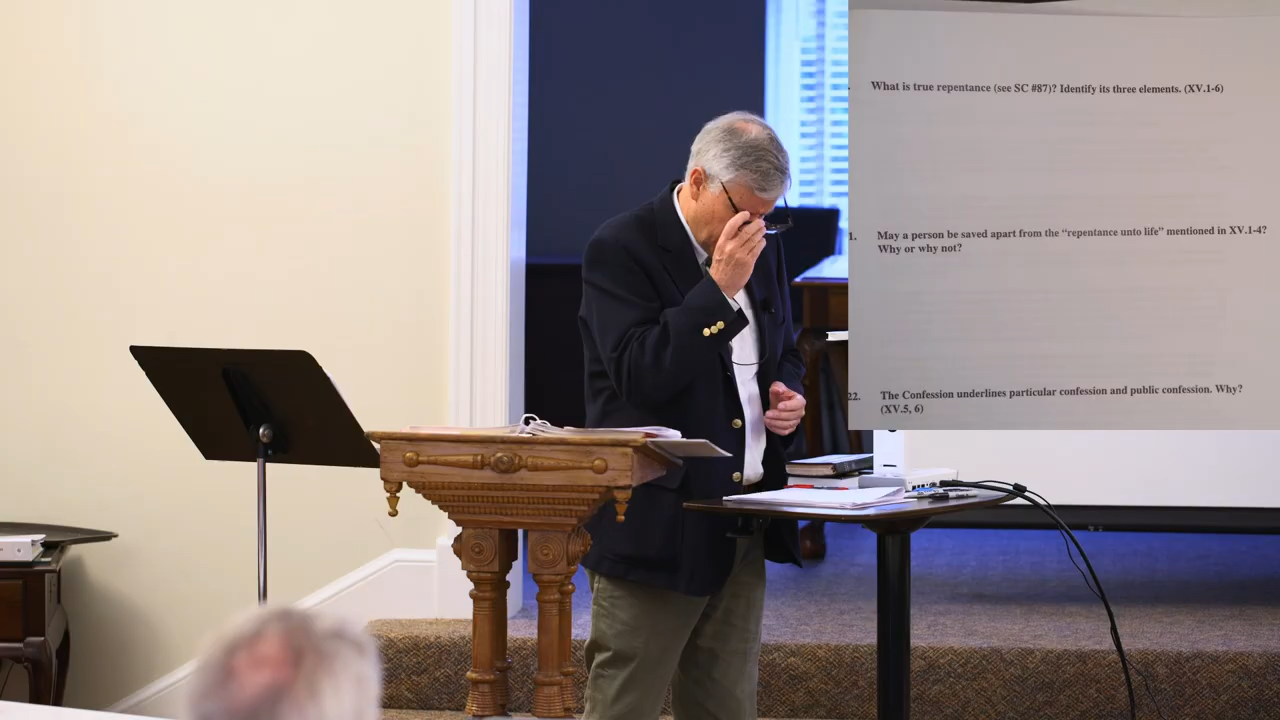 What is true repentance (see SC #87)? Identify its three elements. (XV.1-6)
1. May a person be saved apart from the “repentance unto life” mentioned in XV.1-4?
Why or why not?
22. The Confession underlines particular confession and public confession. Why?
(XV.5, 6)